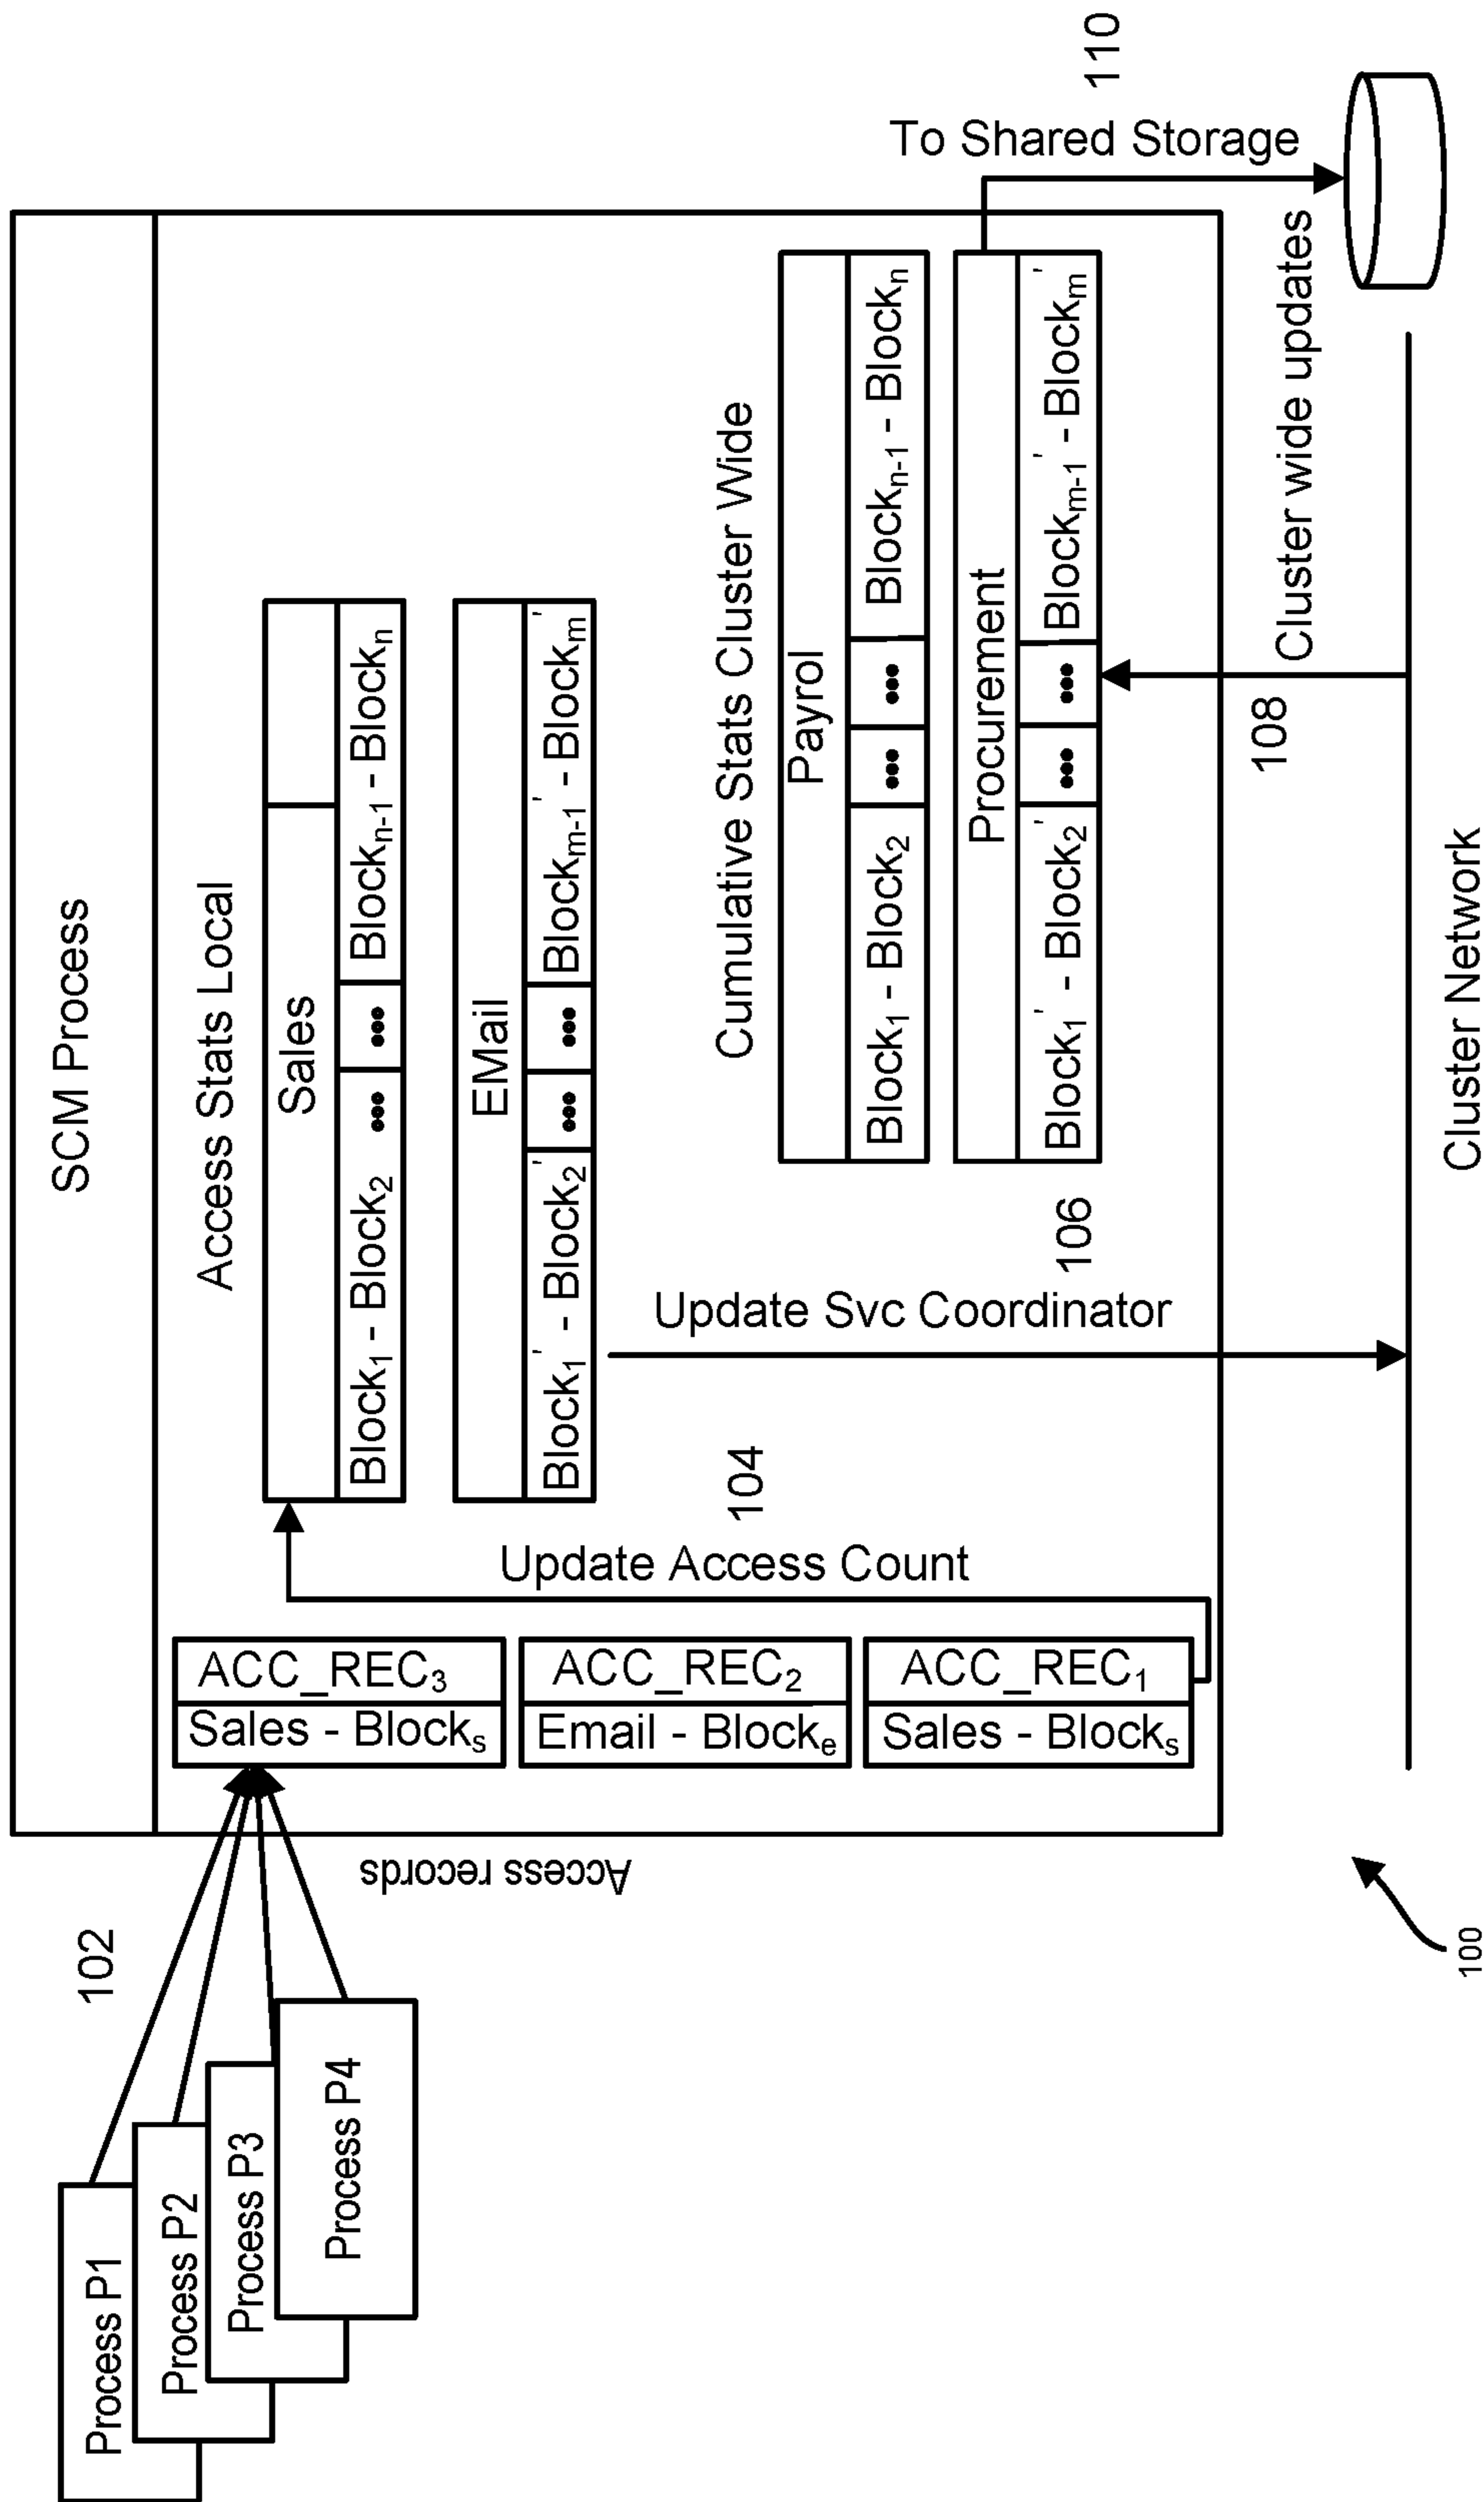 SCM Process
102
Process P1
Process P2
Process P3
Process P4
Access records
ACC_REC₃
Sales - Blockₛ
ACC_REC₂
Email - Blockₑ
ACC_REC₁
Sales - Blockₛ
Update Access Count
104
Access Stats Local
Sales
Block₁ - Block₂ ... ... Blockₙ₋₁ - Blockₙ
EMail
Block₁' - Block₂' ... ... Blockₘ₋₁' - Blockₘ'
Update Svc Coordinator
106
Cumulative Stats Cluster Wide
Payrol
Block₁ - Block₂ ... ... Blockₙ₋₁ - Blockₙ
Procurement
Block₁' - Block₂' ... ... Blockₘ₋₁' - Blockₘ'
To Shared Storage
110
108
Cluster wide updates
Cluster Network
100